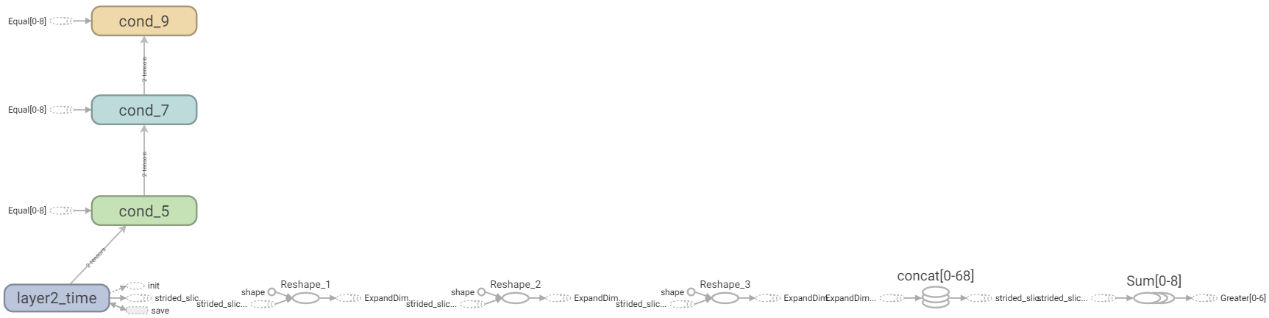 cond_9
Equal[0-8]
2 tensors
cond_7
Equal[0-8]
2 tensors
cond_5
Equal[0-8]
2 tensors
layer2_time
init
strided_slic...
save
Reshape_1
shape
strided_slic...
ExpandDim...
Reshape_2
shape
strided_slic...
ExpandDim...
Reshape_3
shape
strided_slic...
ExpandDim...
concat[0-68]
ExpandDim...
strided_slic...
Sum[0-8]
strided_slic...
Greater[0-6]